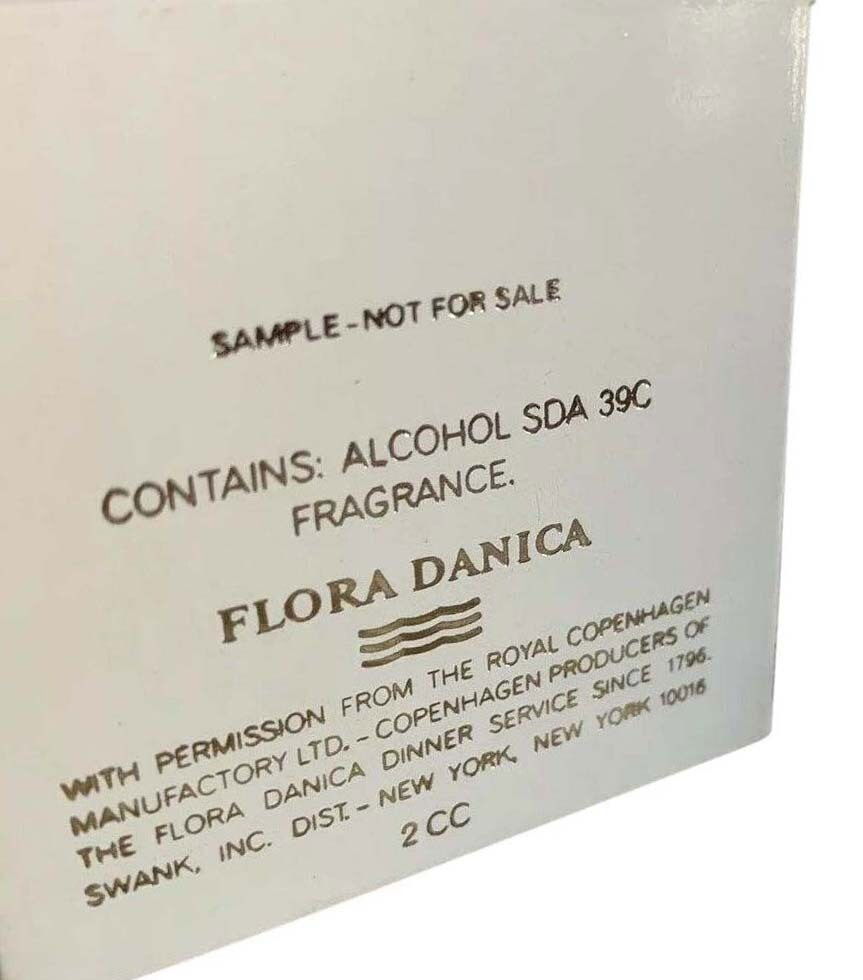 SAMPLE-NOT FOR SALE
CONTAINS: ALCOHOL SDA 39C
FRAGRANCE.
FLORA DANICA
WITH PERMISSION FROM THE ROYAL COPENHAGEN
MANUFACTORY LTD. - COPENHAGEN PRODUCERS OF
THE FLORA DANICA DINNER SERVICE SINCE 1796.
SWANK, INC. DIST. - NEW YORK, NEW YORK 10016
2 CC